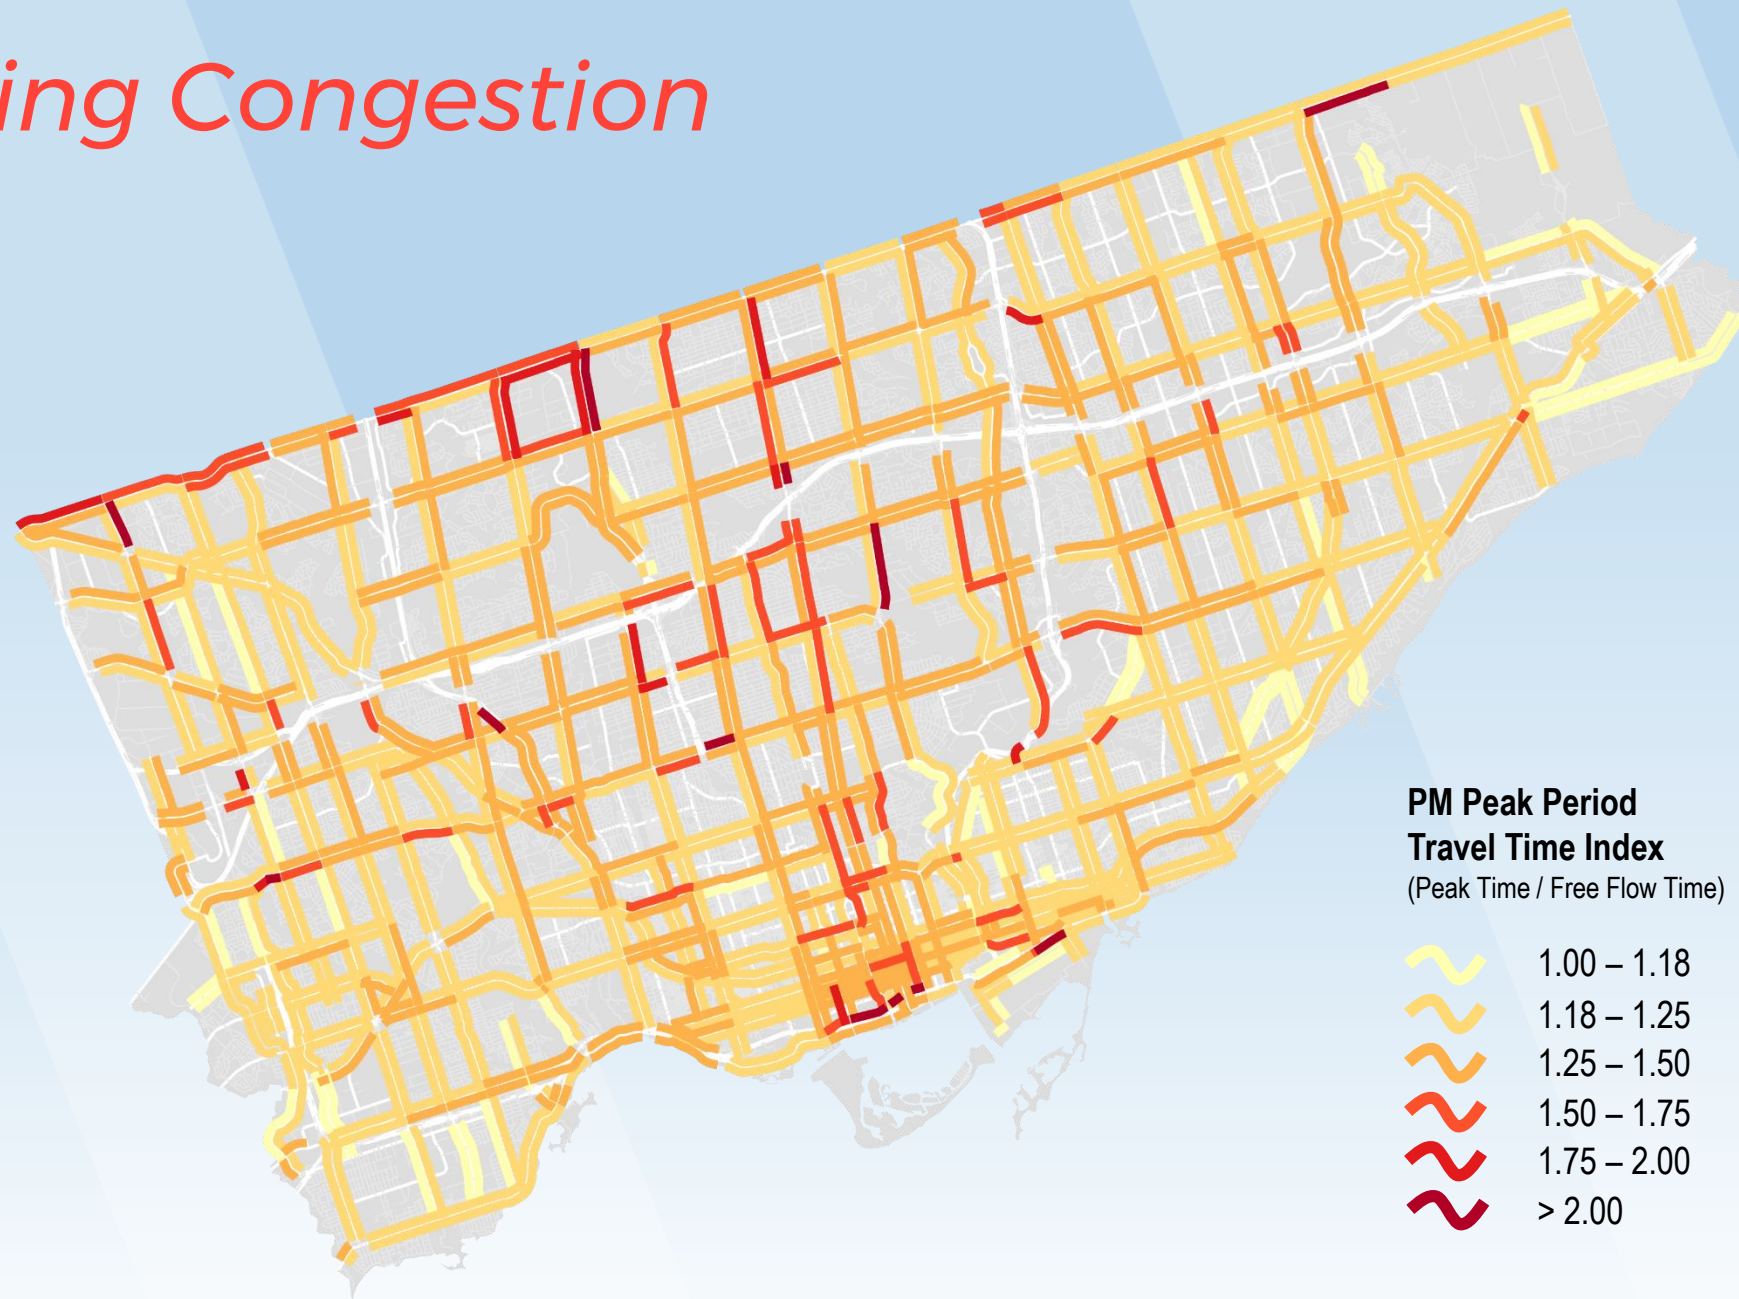 ing Congestion
PM Peak Period
Travel Time Index
(Peak Time / Free Flow Time)
1.00 – 1.18
1.18 – 1.25
1.25 – 1.50
1.50 – 1.75
1.75 – 2.00
> 2.00